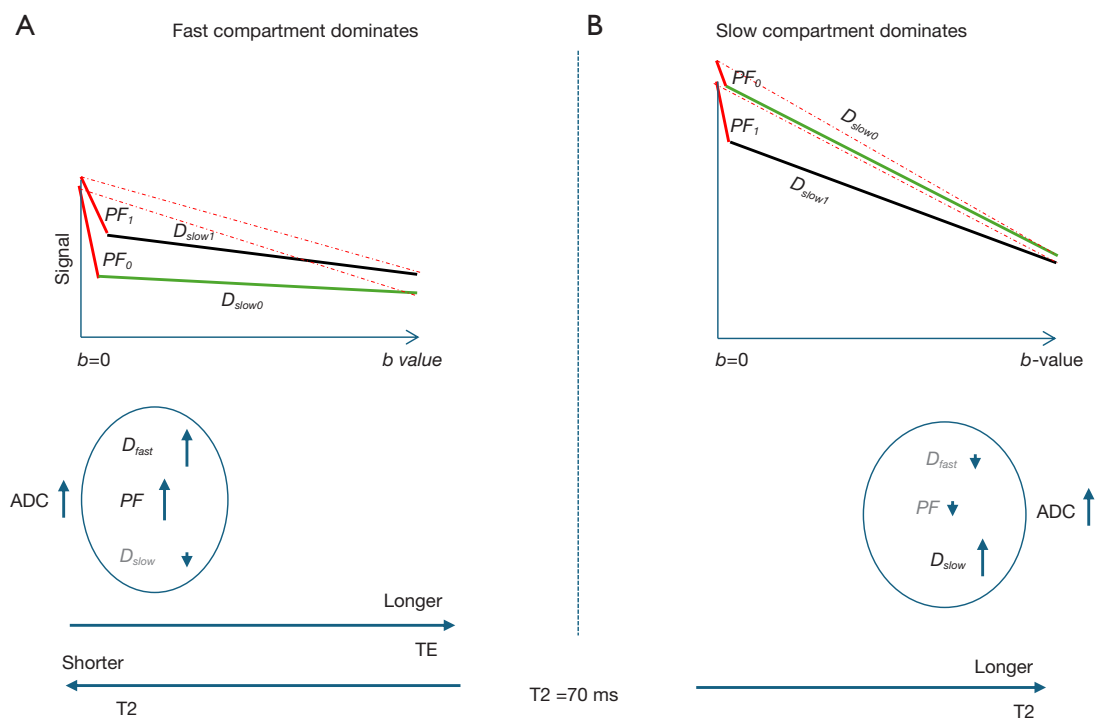 A
Fast compartment dominates
PF1
Dslow1
PF0
Dslow0
Signal
b=0
b value
Dfast
PF
Dslow
ADC
Longer
TE
Shorter
T2
T2 =70 ms
B
Slow compartment dominates
PF0
Dslow0
PF1
Dslow1
b=0
b-value
Dfast
PF
Dslow
ADC
Longer
T2